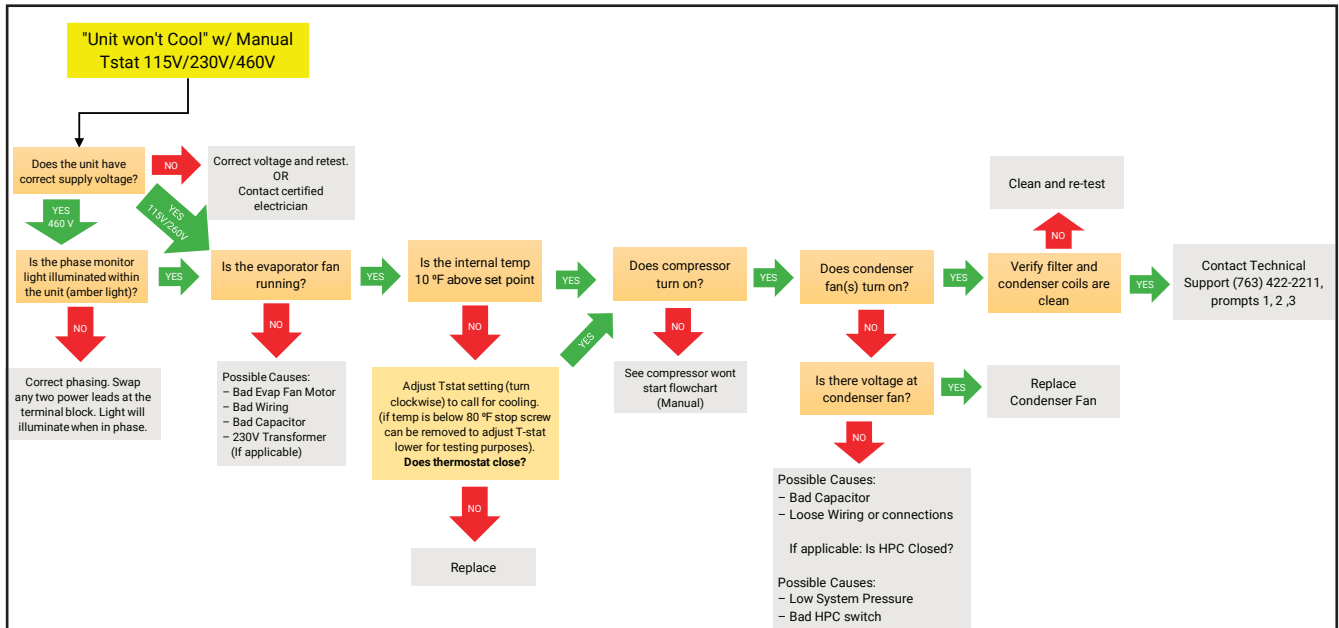 "Unit won't Cool" w/ Manual
Tstat 115V/230V/460V
Does the unit have
correct supply voltage?
NO
Correct voltage and retest.
OR
Contact certified
electrician
YES
460 V
YES
115V/260V
Is the phase monitor
light illuminated within
the unit (amber light)?
YES
NO
Correct phasing. Swap
any two power leads at the
terminal block. Light will
illuminate when in phase.
Is the evaporator fan
running?
YES
NO
Possible Causes:
– Bad Evap Fan Motor
– Bad Wiring
– Bad Capacitor
– 230V Transformer
(If applicable)
Is the internal temp
10 ºF above set point
YES
NO
Adjust Tstat setting (turn
clockwise) to call for cooling.
(if temp is below 80 ºF stop screw
can be removed to adjust T-stat
lower for testing purposes).
Does thermostat close?
YES
NO
Replace
Does compressor
turn on?
YES
NO
See compressor wont
start flowchart
(Manual)
Does condenser
fan(s) turn on?
YES
NO
Is there voltage at
condenser fan?
YES
Replace
Condenser Fan
NO
Possible Causes:
– Bad Capacitor
– Loose Wiring or connections
If applicable: Is HPC Closed?
Possible Causes:
– Low System Pressure
– Bad HPC switch
Verify filter and
condenser coils are
clean
NO
Clean and re-test
YES
Contact Technical
Support (763) 422-2211,
prompts 1, 2 ,3